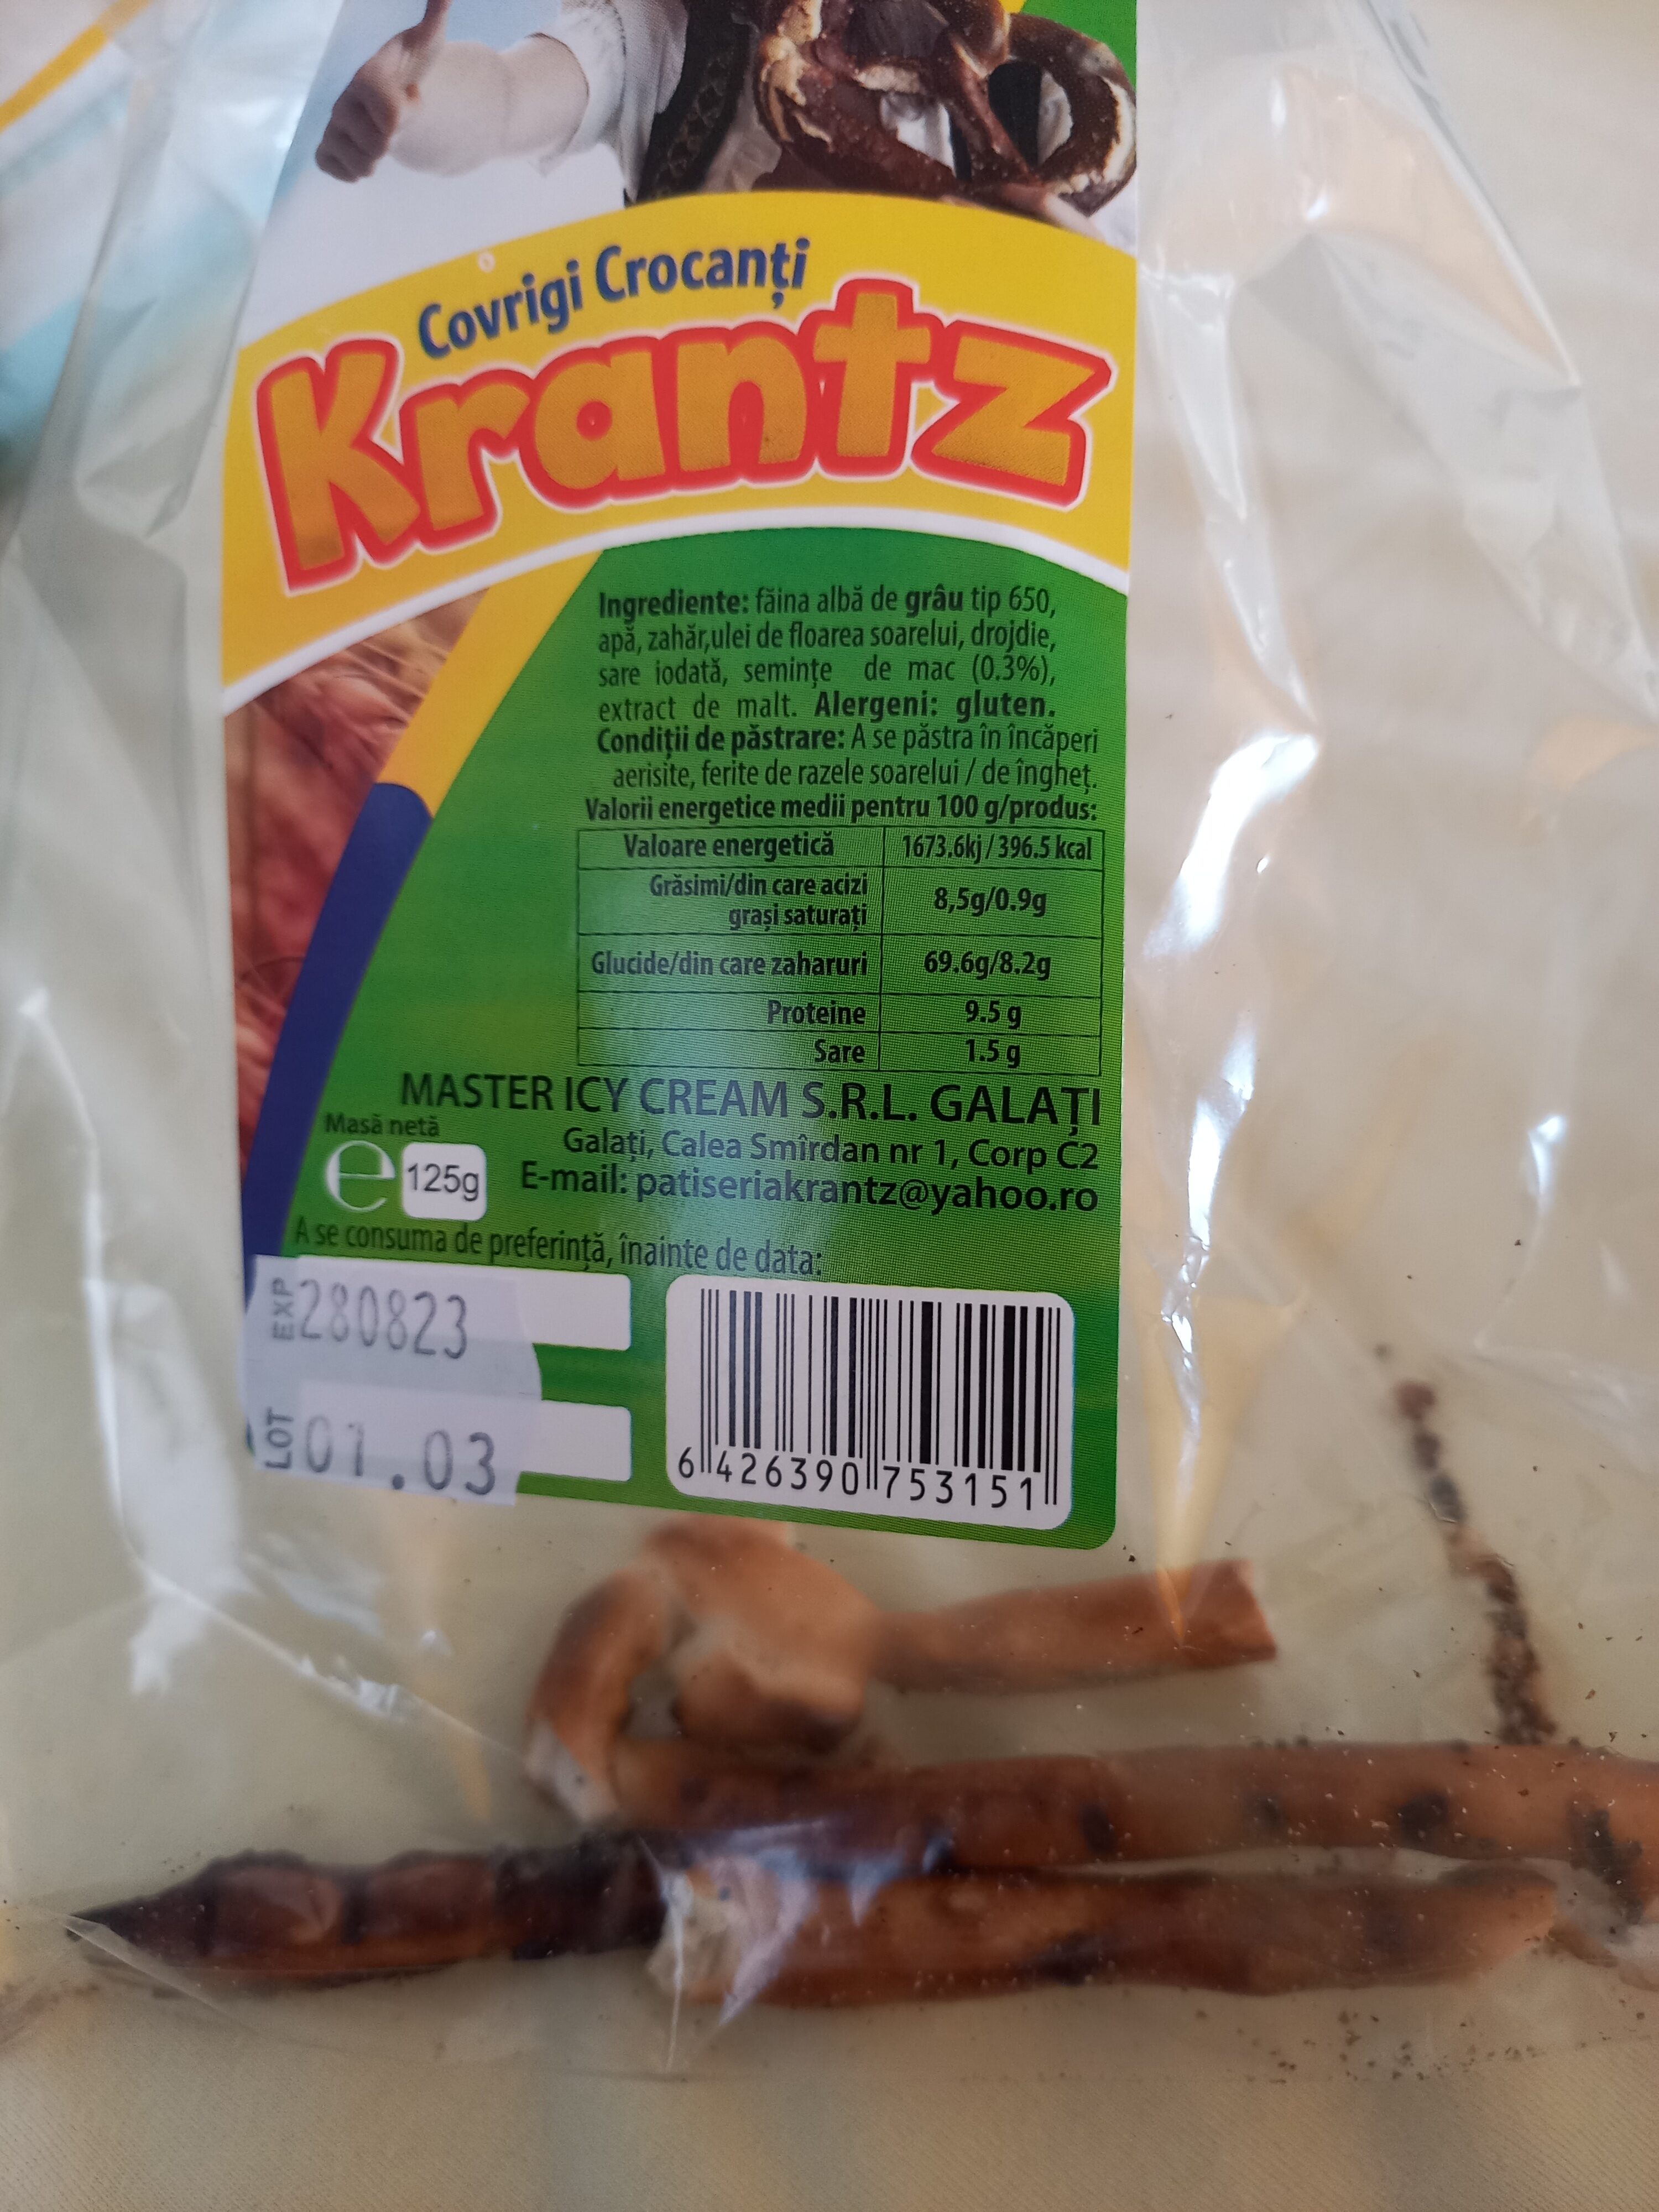 Covrigi Crocanți
Krantz
Ingrediente: făina albă de grâu tip 650,
apă, zahăr,ulei de floarea soarelui, drojdie,
sare iodată, semințe de mac (0.3%),
extract de malt. Alergeni: gluten.
Condiții de păstrare: A se păstra în încăperi
aerisite, ferite de razele soarelui / de îngheț.
Valorii energetice medii pentru 100 g/produs:
Valoare energetică 1673.6kj/396.5 kcal
Grăsimi/din care acizi
grași saturați 8,5g/0.9g
Glucide/din care zaharuri 69.6g/8.2g
Proteine 9.5 g
Sare 1.5 g
MASTER ICY CREAM S.R.L. GALAȚI
Masă netă
Galați, Calea Smîrdan nr 1, Corp C2
e 125g E-mail: patiseriakrantz@yahoo.ro
A se consuma de preferință, înainte de data:
EXP 280823
LOT 01.03
6 426390 753151